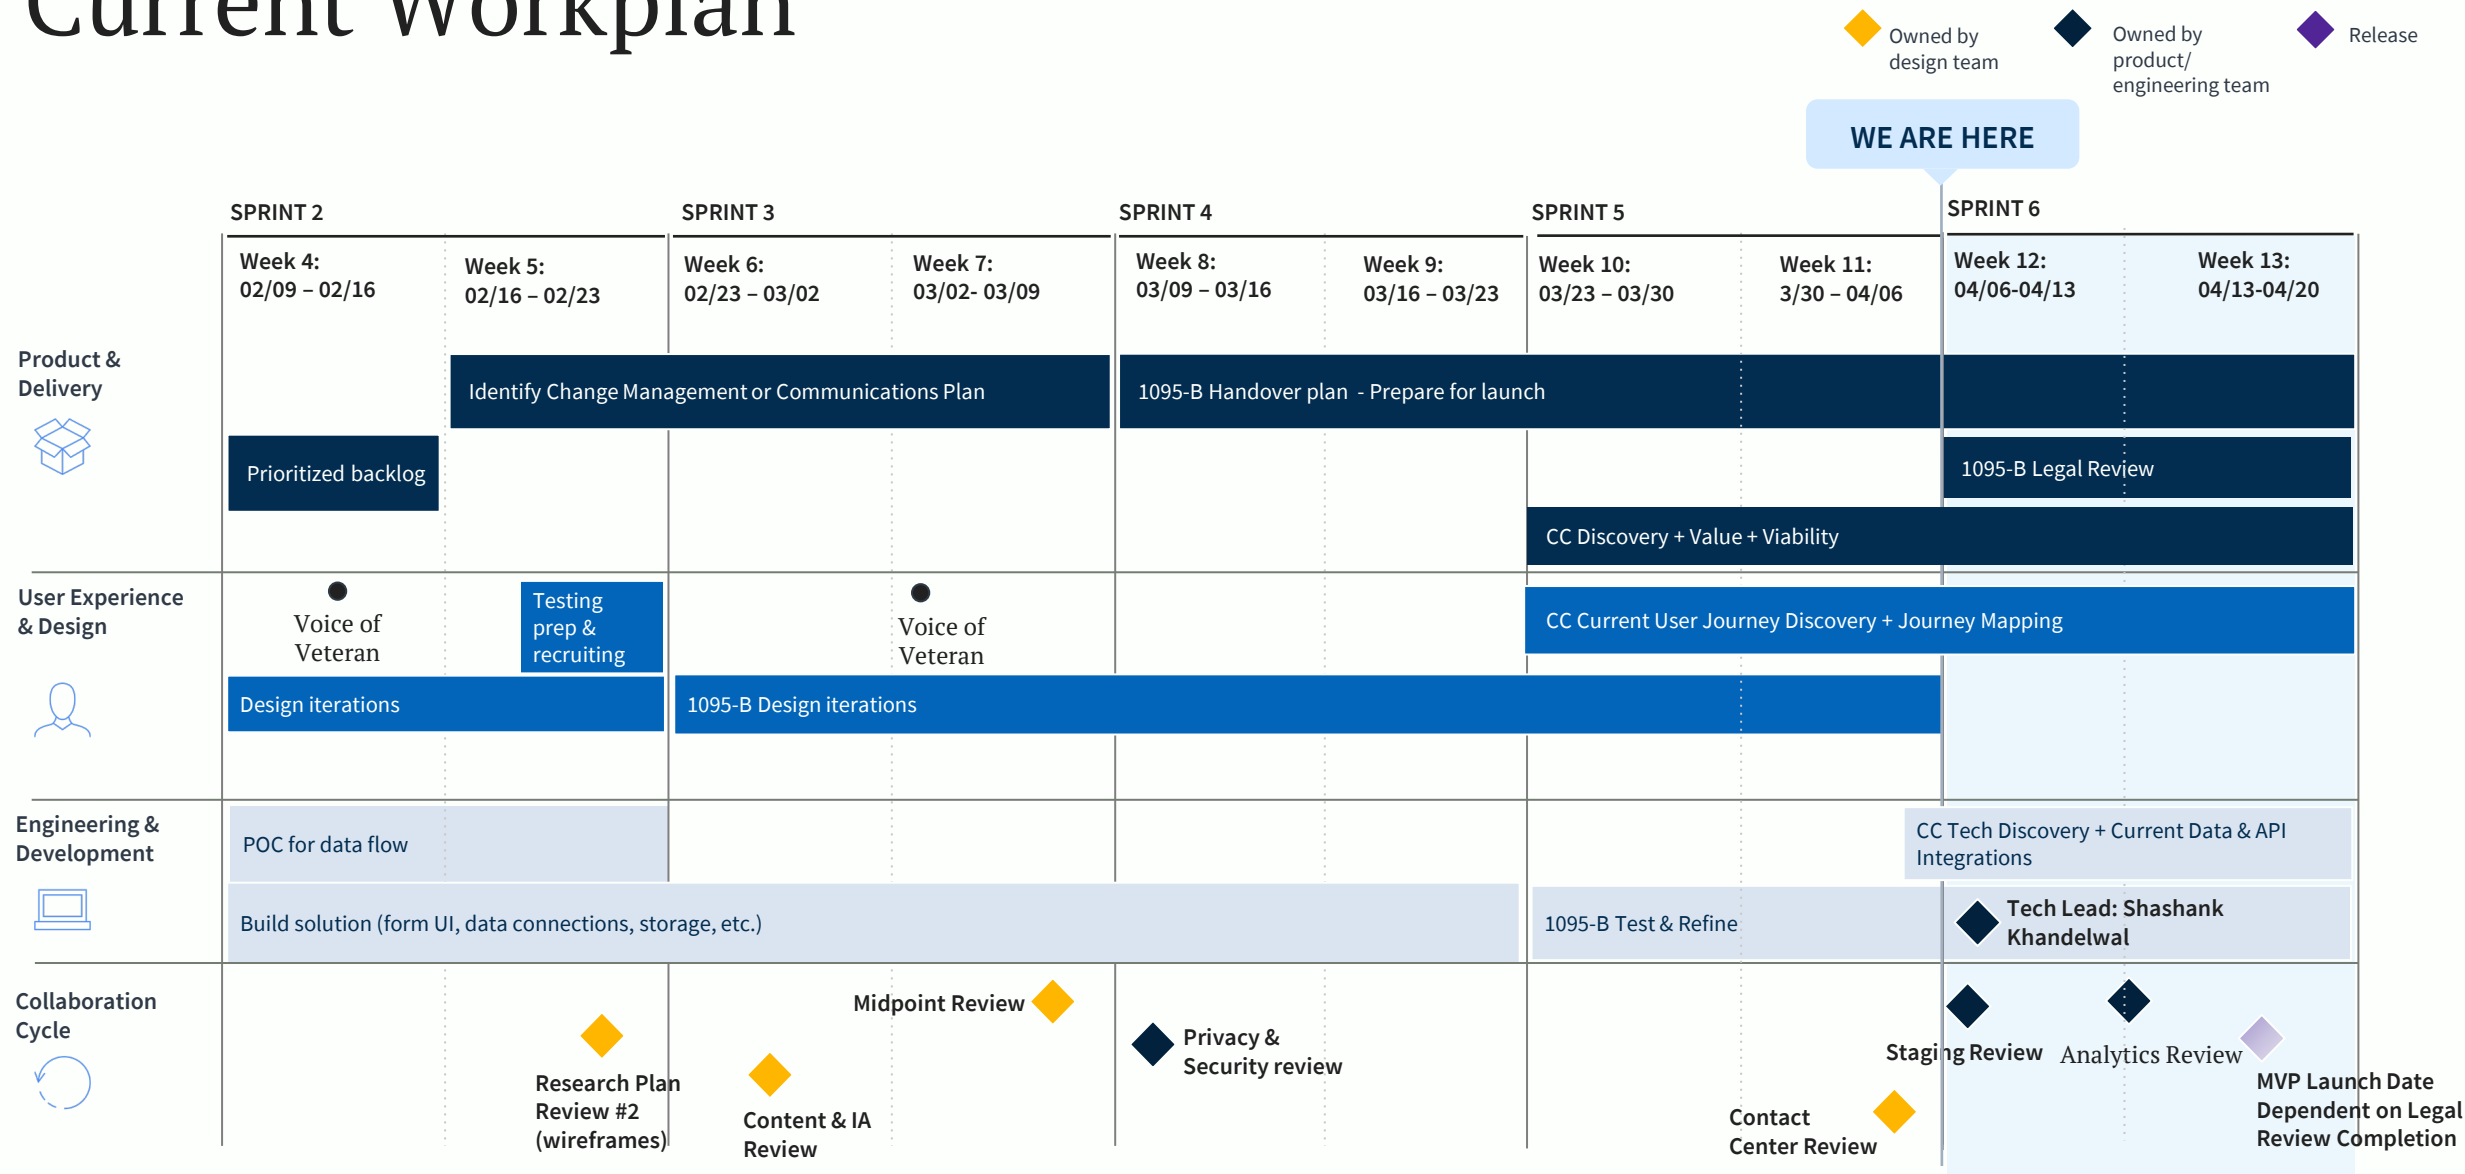 Current Workplan
Owned by
design team
Owned by
product/
engineering team
Release
WE ARE HERE
SPRINT 2
SPRINT 3
SPRINT 4
SPRINT 5
SPRINT 6
Week 4:
02/09 – 02/16
Week 5:
02/16 – 02/23
Week 6:
02/23 – 03/02
Week 7:
03/02- 03/09
Week 8:
03/09 – 03/16
Week 9:
03/16 – 03/23
Week 10:
03/23 – 03/30
Week 11:
3/30 – 04/06
Week 12:
04/06-04/13
Week 13:
04/13-04/20
Product &
Delivery
Identify Change Management or Communications Plan
1095-B Handover plan - Prepare for launch
Prioritized backlog
1095-B Legal Review
CC Discovery + Value + Viability
User Experience
& Design
Voice of
Veteran
Testing
prep &
recruiting
Voice of
Veteran
CC Current User Journey Discovery + Journey Mapping
Design iterations
1095-B Design iterations
Engineering &
Development
POC for data flow
CC Tech Discovery + Current Data & API
Integrations
Build solution (form UI, data connections, storage, etc.)
1095-B Test & Refine
Tech Lead: Shashank
Khandelwal
Collaboration
Cycle
Research Plan
Review #2
(wireframes)
Content & IA
Review
Midpoint Review
Privacy &
Security review
Contact
Center Review
Staging Review
Analytics Review
MVP Launch Date
Dependent on Legal
Review Completion